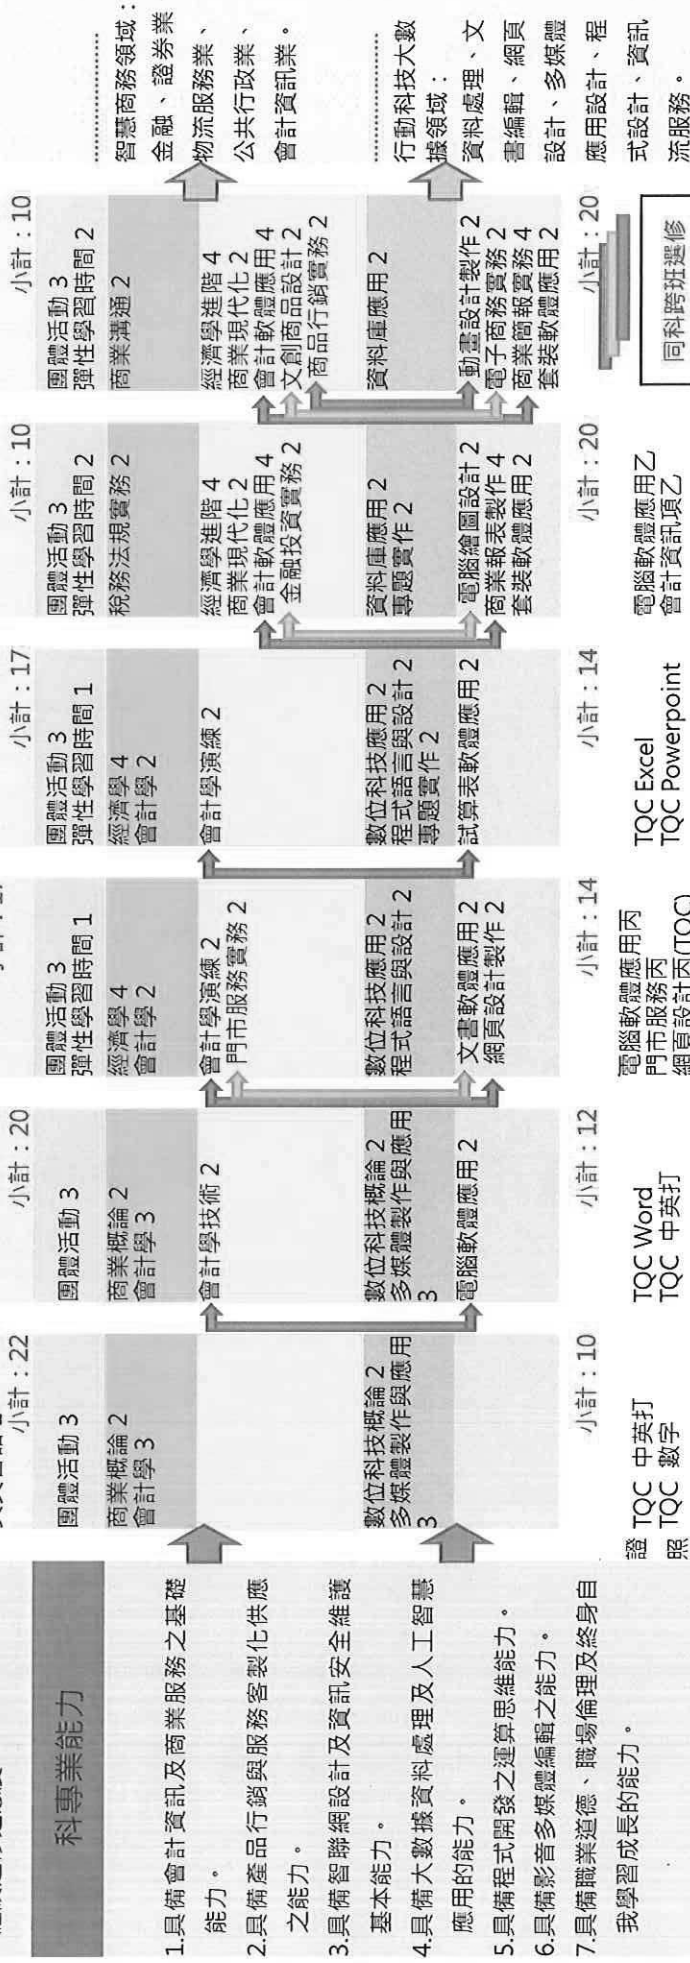 科專業能力
1.具備會計資訊及商業服務之基礎
能力。
2.具備產品行銷與服務客製化供應
之能力。
3.具備智聯網設計及資訊安全維護
基本能力。
4.具備大數據資料處理及人工智慧
應用的能力。
5.具備程式開發之運算思維能力。
6.具備影音多媒體編輯之能力。
7.具備職業道德、職場倫理及終身自
我學習成長的能力。
小計：22
團體活動 3
商業概論 2
會計學 3
數位科技概論 2
多媒體製作與應用
3
小計：10
證
照
TQC 中英打
TQC 數字
小計：20
團體活動 3
商業概論 2
會計學 3
會計學技術 2
數位科技概論 2
多媒體製作與應用
3
電腦軟體應用 2
小計：12
TQC Word
TQC 中英打
團體活動 3
彈性學習時間 1
經濟學 4
會計學 2
會計學演練 2
門市服務實務 2
數位科技應用 2
程式語言與設計 2
文書軟體應用 2
網頁設計製作 2
小計：14
電腦軟體應用丙
門市服務丙
網頁設計丙(TQC)
小計：17
團體活動 3
彈性學習時間 1
經濟學 4
會計學 2
會計學演練 2
數位科技應用 2
程式語言與設計 2
專題實作 2
試算表軟體應用 2
小計：14
TQC Excel
TQC Powerpoint
小計：10
團體活動 3
彈性學習時間 2
稅務法規實務 2
經濟學進階 4
商業現代化 2
會計軟體應用 4
金融投資實務 2
資料庫應用 2
專題實作 2
電腦繪圖設計 2
商業報表製作 4
套裝軟體應用 2
小計：20
電腦軟體應用乙
會計資訊項乙
小計：10
團體活動 3
彈性學習時間 2
商業溝通 2
經濟學進階 4
商業現代化 2
會計軟體應用 4
文創商品設計 2
商品行銷實務 2
資料庫應用 2
動畫設計製作 2
電子商務實務 2
商業簡報實務 4
套裝軟體應用 2
小計：20
同科跨班選修
智慧商務領域：
金融、證券業
物流服務業、
公共行政業、
會計資訊業。
行動科技大數
據領域：
資料處理、文
書編輯、網頁
設計、多媒體
應用設計、程
式設計、資訊
流服務。